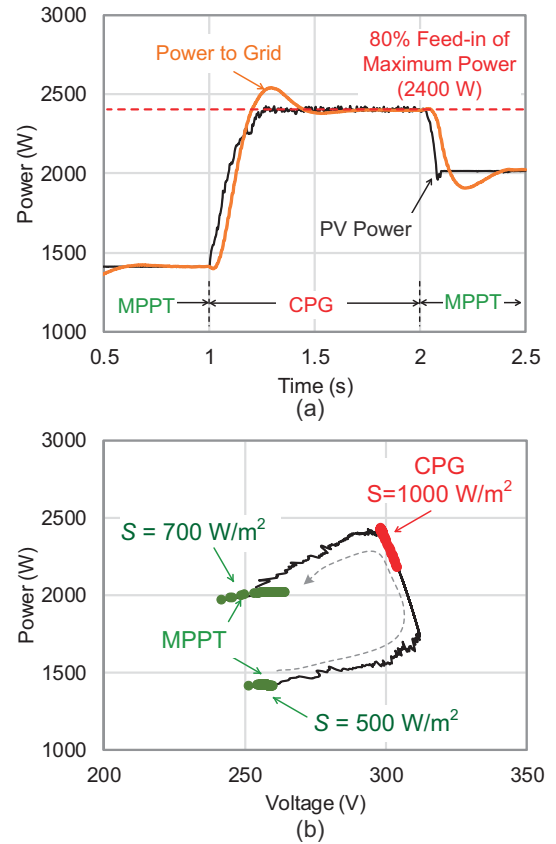 (a)
Power to Grid
80% Feed-in of
Maximum Power
(2400 W)
PV Power
MPPT
CPG
MPPT
3000
2500
2000
1500
1000
Power (W)
0.5
1
1.5
2
2.5
Time (s)
(a)
3000
2500
2000
1500
1000
Power (W)
CPG
S=1000 W/m²
S = 700 W/m²
MPPT
S = 500 W/m²
200
250
300
350
Voltage (V)
(b)